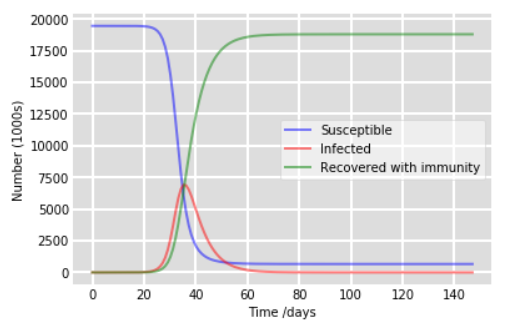 20000
17500
15000
12500
10000
7500
5000
2500
0
Number (1000s)
Susceptible
Infected
Recovered with immunity
0 20 40 60 80 100 120 140
Time /days